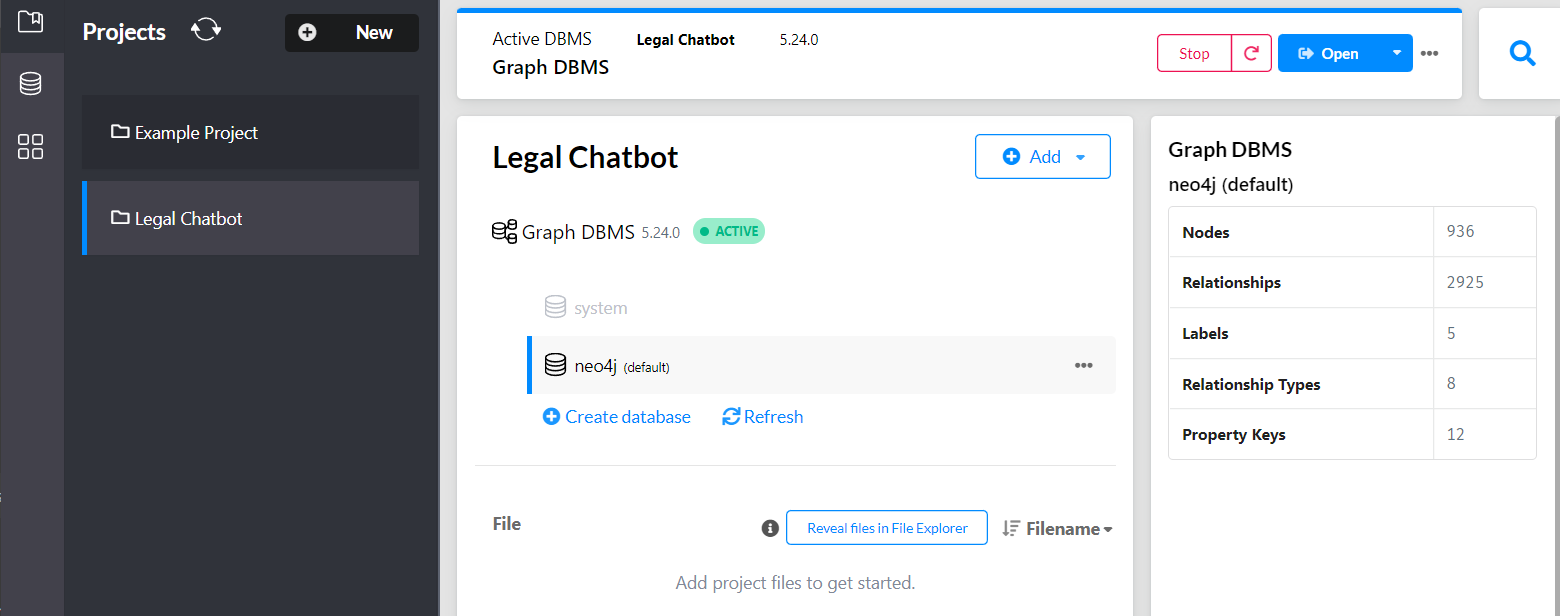 Projects
New
Example Project
Legal Chatbot
Active DBMS Legal Chatbot 5.24.0
Graph DBMS
Stop
Open
Legal Chatbot
Add
Graph DBMS 5.24.0 ACTIVE
system
neo4j (default)
Create database Refresh
File
Reveal files in File Explorer
Filename
Add project files to get started.
Graph DBMS
neo4j (default)
Nodes 936
Relationships 2925
Labels 5
Relationship Types 8
Property Keys 12